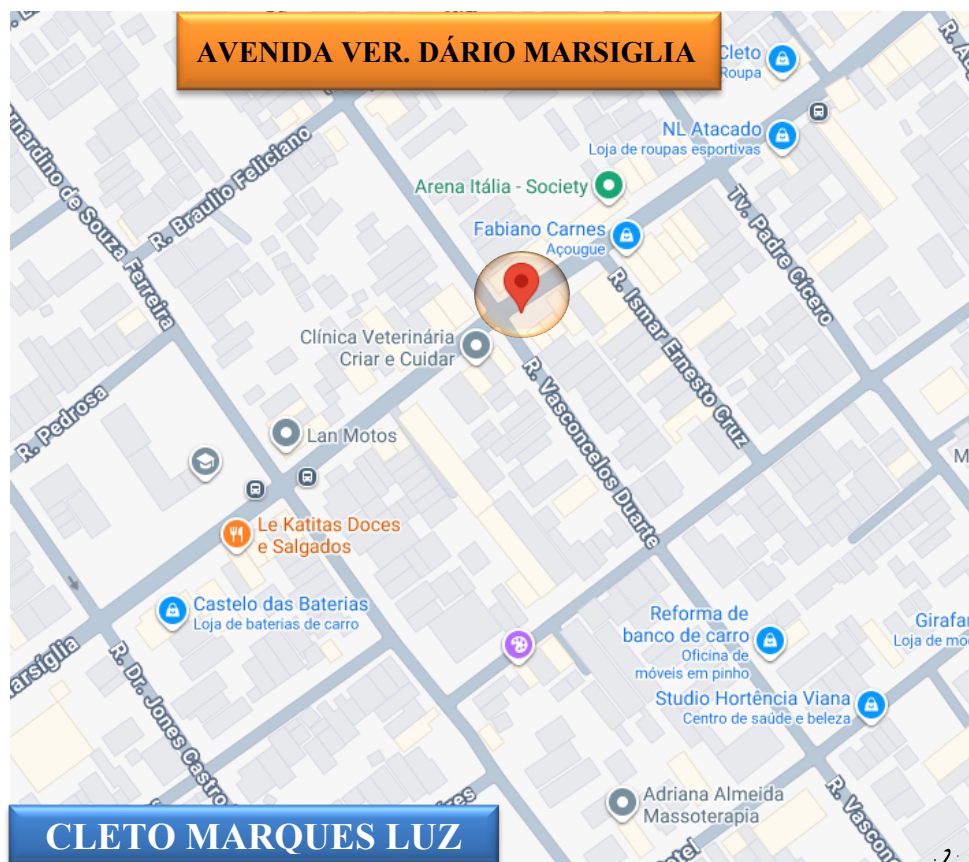 AVENIDA VER. DÁRIO MARSIGLIA
Cleto
Roupa
NL Atacado
Loja de roupas esportivas
R. Braulio Feliciano
Arena Itália - Society
Fabiano Carnes
Açougue
Tv. Padre Cícero
R. Ismar Ernesto Cruz
Clínica Veterinária
Criar e Cuidar
R. Vasconcelos Duarte
R. Pedrosa
Lan Motos
Le Katitas Doces
e Salgados
Castelo das Baterias
Loja de baterias de carro
Reforma de
banco de carro
Oficina de
móveis em pinho
Studio Hortência Viana
Centro de saúde e beleza
R. Dr. Jones Castro
Adriana Almeida
Massoterapia
CLETO MARQUES LUZ